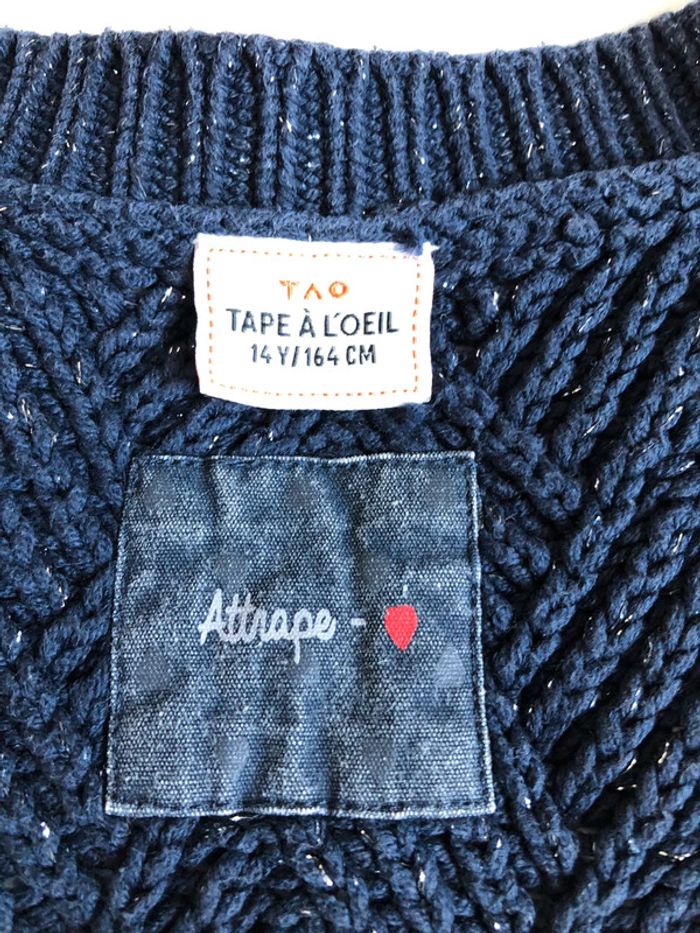 TAO
TAPE À L'OEIL
14 Y/164 CM
Attrape -